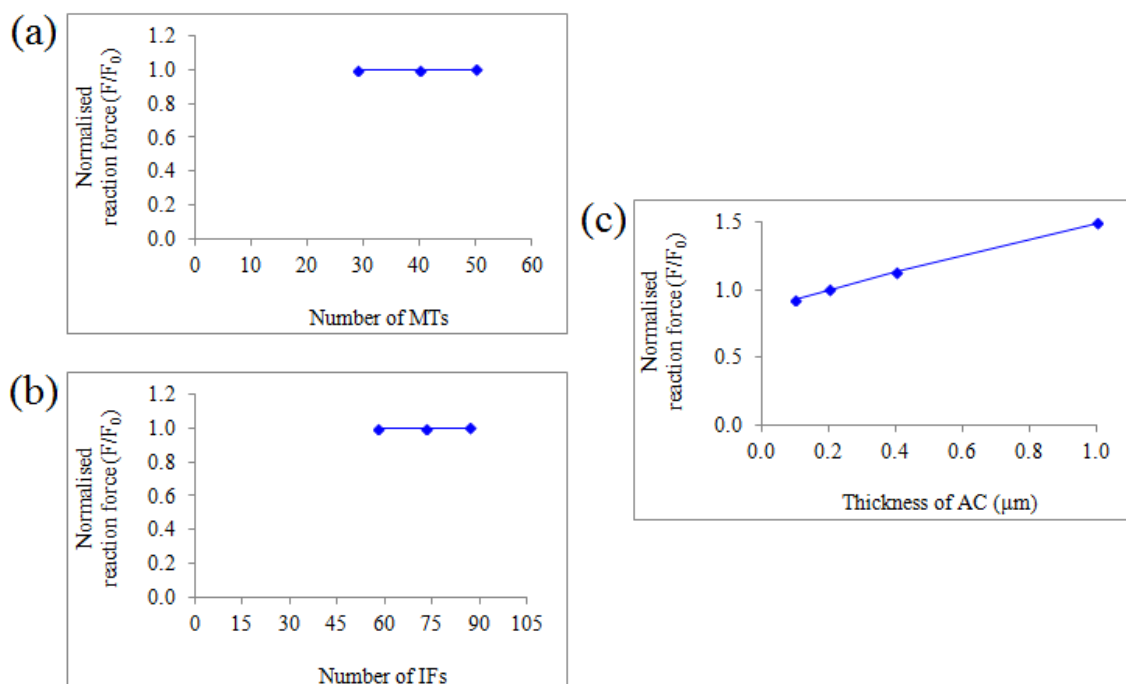 (a)
Normalised
reaction force (F/F0)
1.2
1.0
0.8
0.6
0.4
0.2
0.0
0 10 20 30 40 50 60
Number of MTs
(b)
Normalised
reaction force (F/F0)
1.2
1.0
0.8
0.6
0.4
0.2
0.0
0 15 30 45 60 75 90 105
Number of IFs
(c)
Normalised
reaction force (F/F0)
1.5
1.0
0.5
0.0
0.0 0.2 0.4 0.6 0.8 1.0
Thickness of AC (µm)